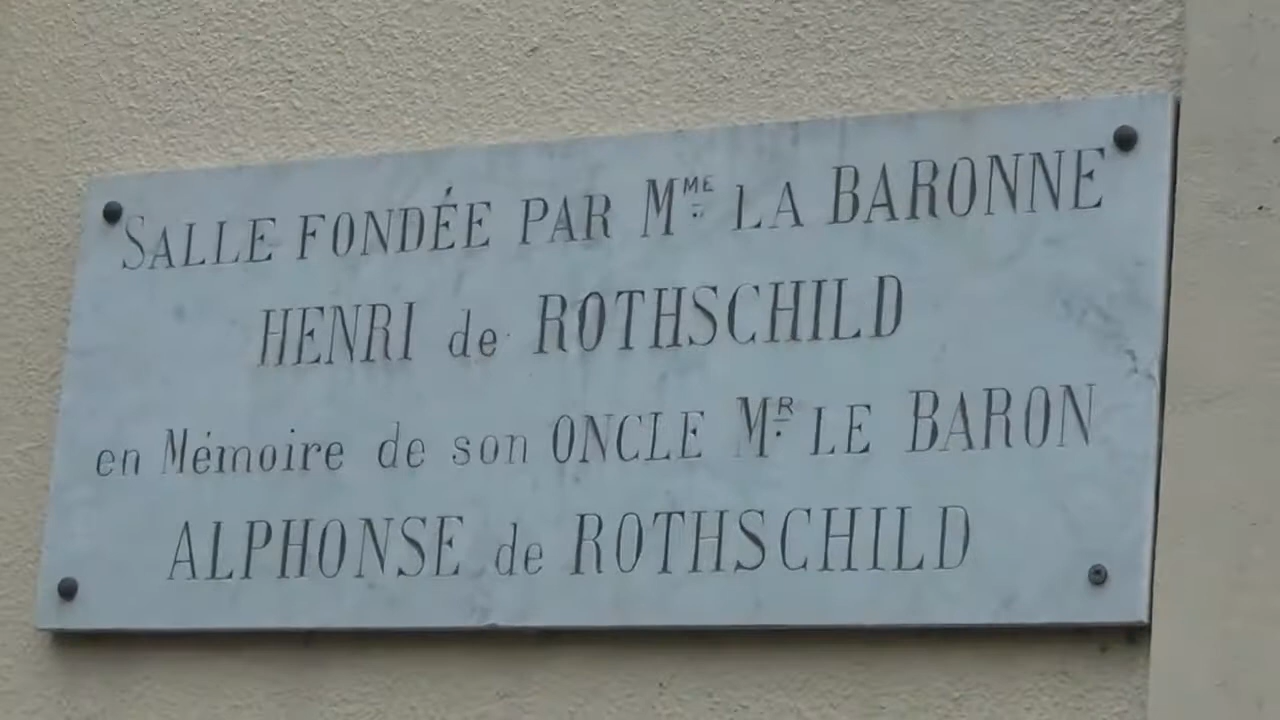 SALLE FONDÉE PAR MME LA BARONNE
HENRI de ROTHSCHILD
en Mémoire de son ONCLE MR LE BARON
ALPHONSE de ROTHSCHILD